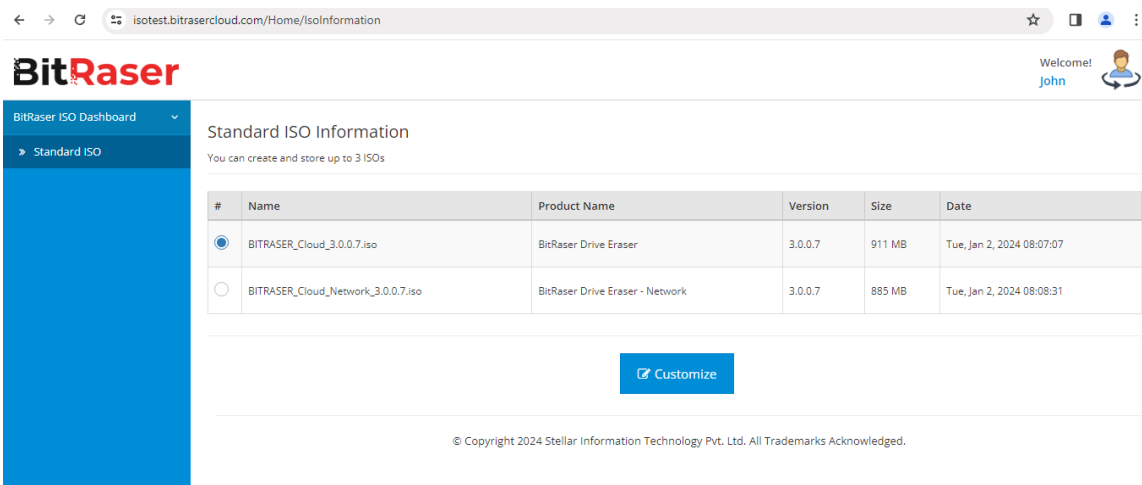 isotest.bitrasercloud.com/Home/IsoInformation
BitRaser
Welcome!
John
BitRaser ISO Dashboard
» Standard ISO
Standard ISO Information
You can create and store up to 3 ISOs
# Name Product Name Version Size Date
BITRASER_Cloud_3.0.0.7.iso BitRaser Drive Eraser 3.0.0.7 911 MB Tue, Jan 2, 2024 08:07:07
BITRASER_Cloud_Network_3.0.0.7.iso BitRaser Drive Eraser - Network 3.0.0.7 885 MB Tue, Jan 2, 2024 08:08:31
Customize
© Copyright 2024 Stellar Information Technology Pvt. Ltd. All Trademarks Acknowledged.